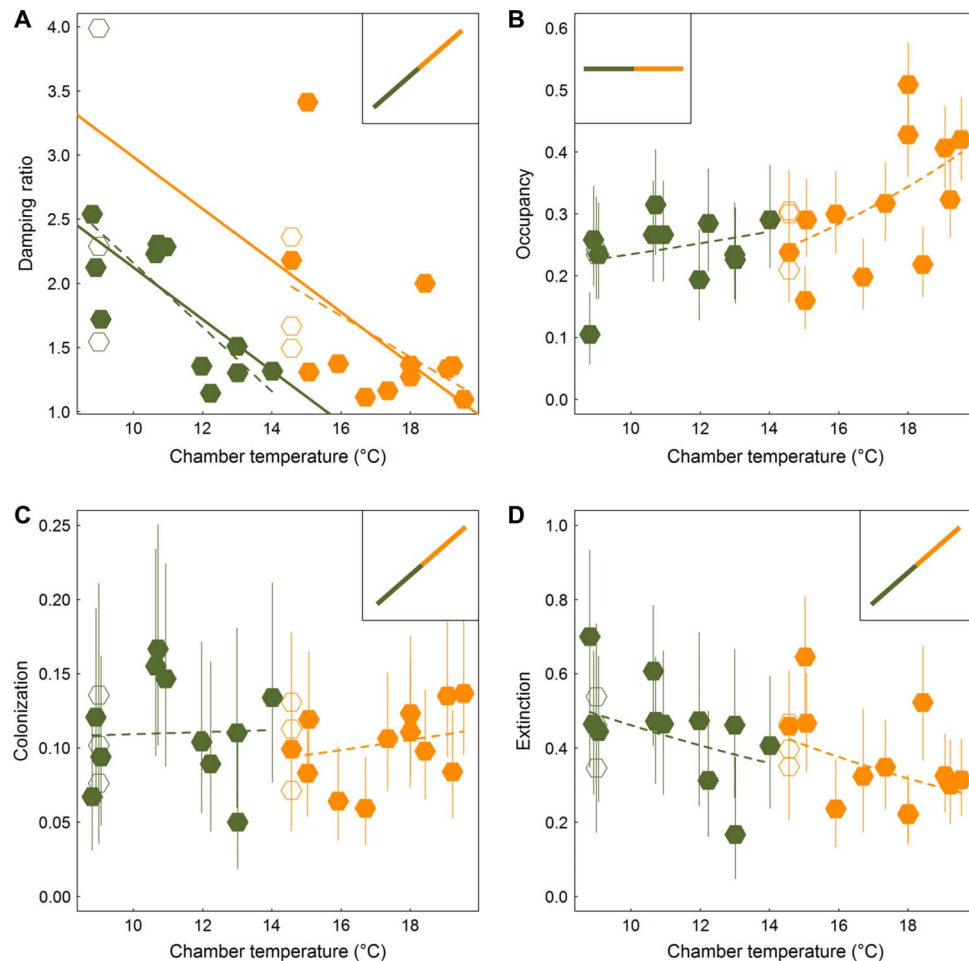 A
4.0
3.5
3.0
2.5
2.0
1.5
1.0
Damping ratio
10 12 14 16 18
Chamber temperature (°C)
B
0.6
0.5
0.4
0.3
0.2
0.1
0.0
Occupancy
10 12 14 16 18
Chamber temperature (°C)
C
0.25
0.20
0.15
0.10
0.05
0.00
Colonization
10 12 14 16 18
Chamber temperature (°C)
D
1.0
0.8
0.6
0.4
0.2
0.0
Extinction
10 12 14 16 18
Chamber temperature (°C)